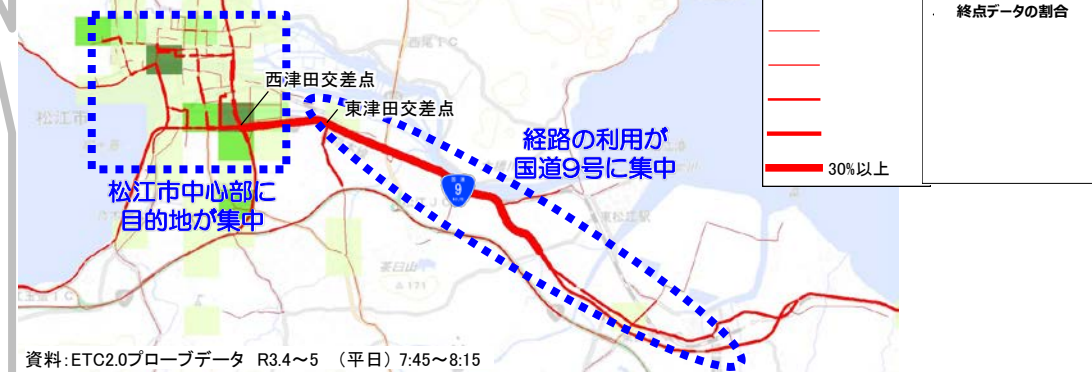 終点データの割合
西尾IC
西津田交差点
松江市
東津田交差点
経路の利用が
国道9号に集中
30%以上
松江市中心部に
目的地が集中
9
東松江駅
茶臼山
171
資料:ETC2.0プローブデータ R3.4～5 (平日) 7:45～8:15